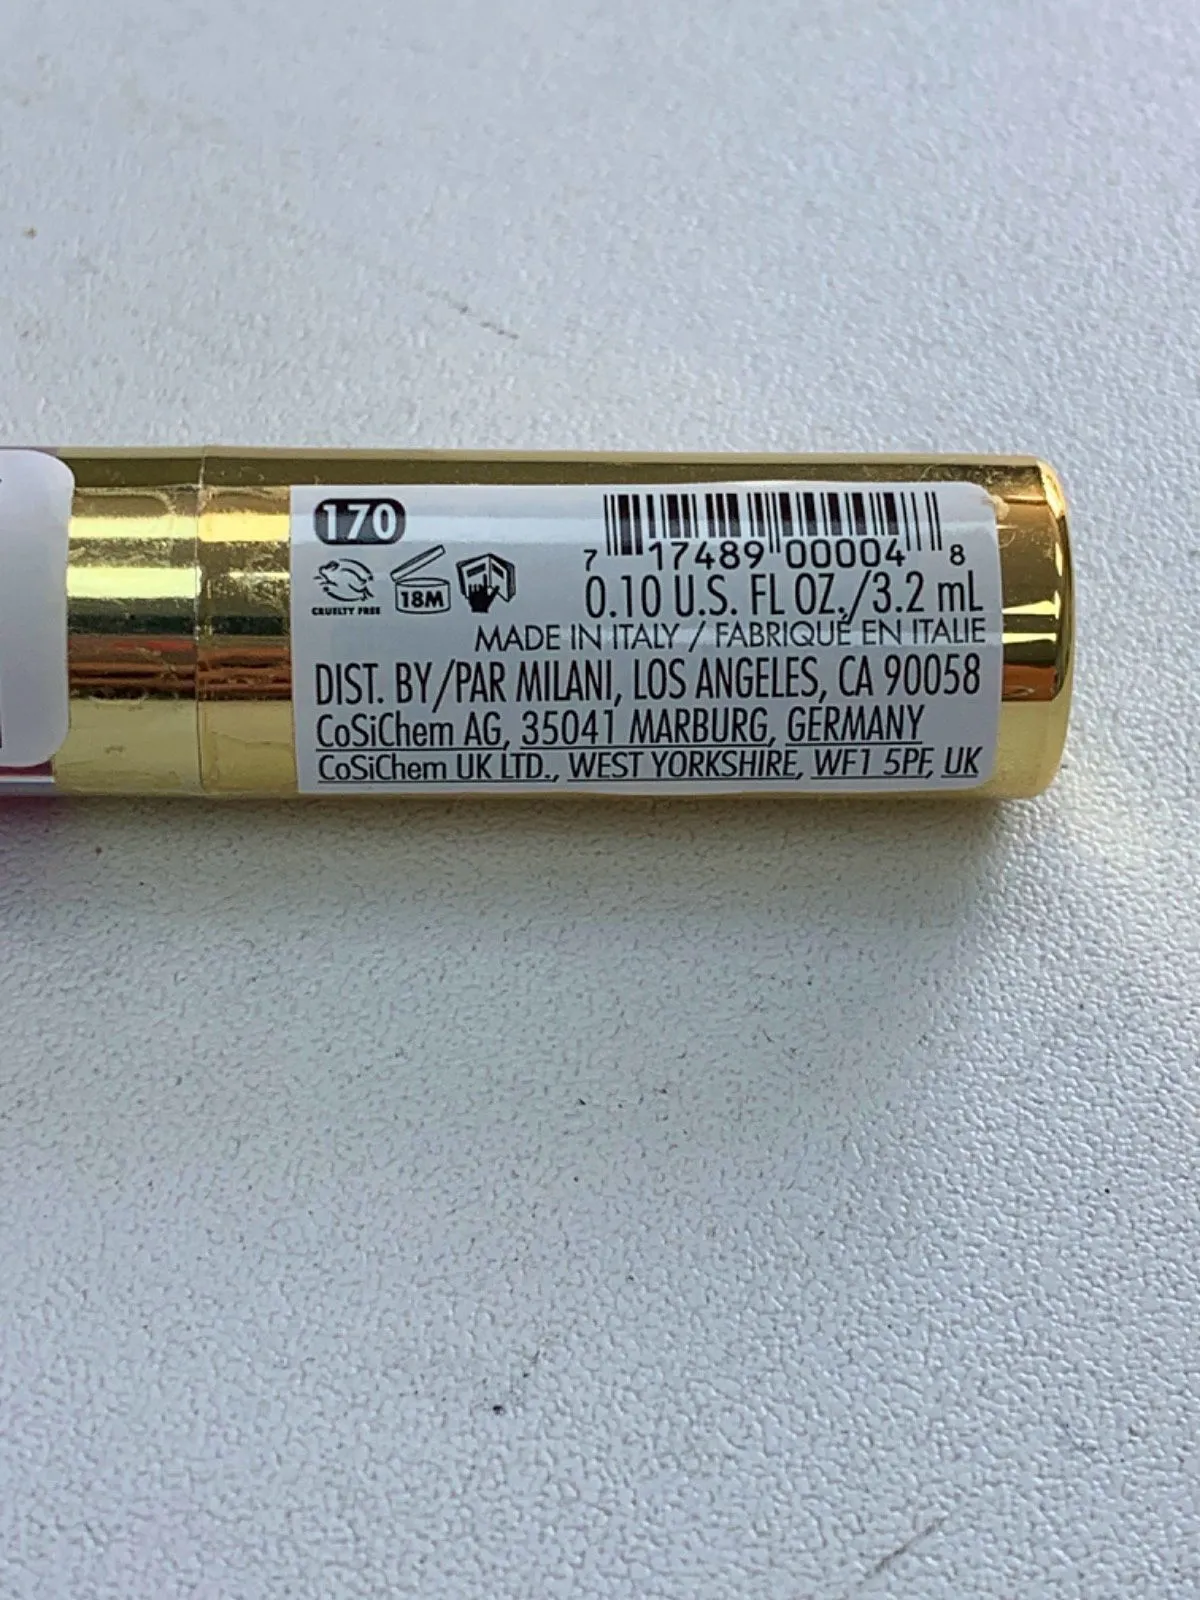 170
7 17489 00004 8
CRUELTY FREE
18M
0.10 U.S. FL OZ./3.2 mL
MADE IN ITALY / FABRIQUÉ EN ITALIE
DIST. BY/PAR MILANI, LOS ANGELES, CA 90058
CoSiChem AG, 35041 MARBURG, GERMANY
CoSiChem UK LTD., WEST YORKSHIRE, WF1 5PF, UK